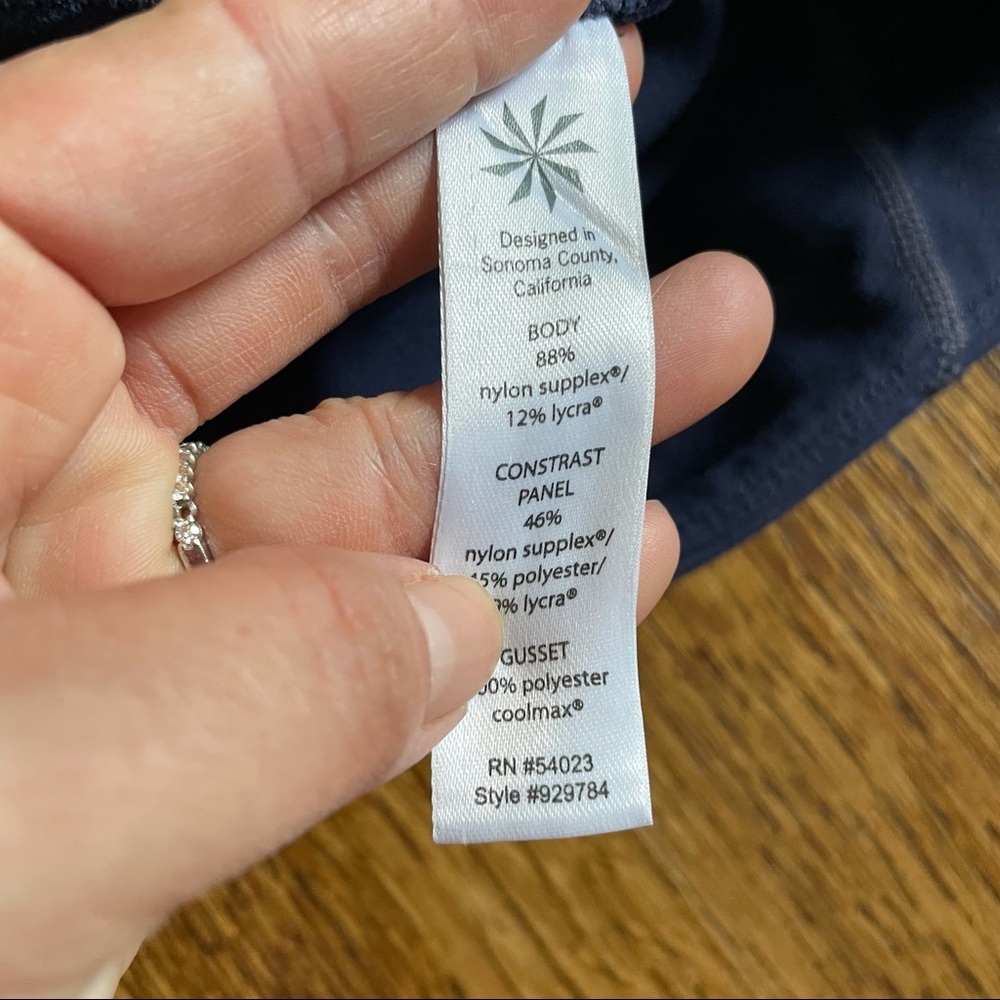 Designed in
Sonoma County,
California
BODY
88%
nylon supplex®/
12% lycra®
CONSTRAST
PANEL
46%
nylon supplex®/
polyester/
lycra®
GUSSET
polyester
coolmax®
RN #54023
Style #929784